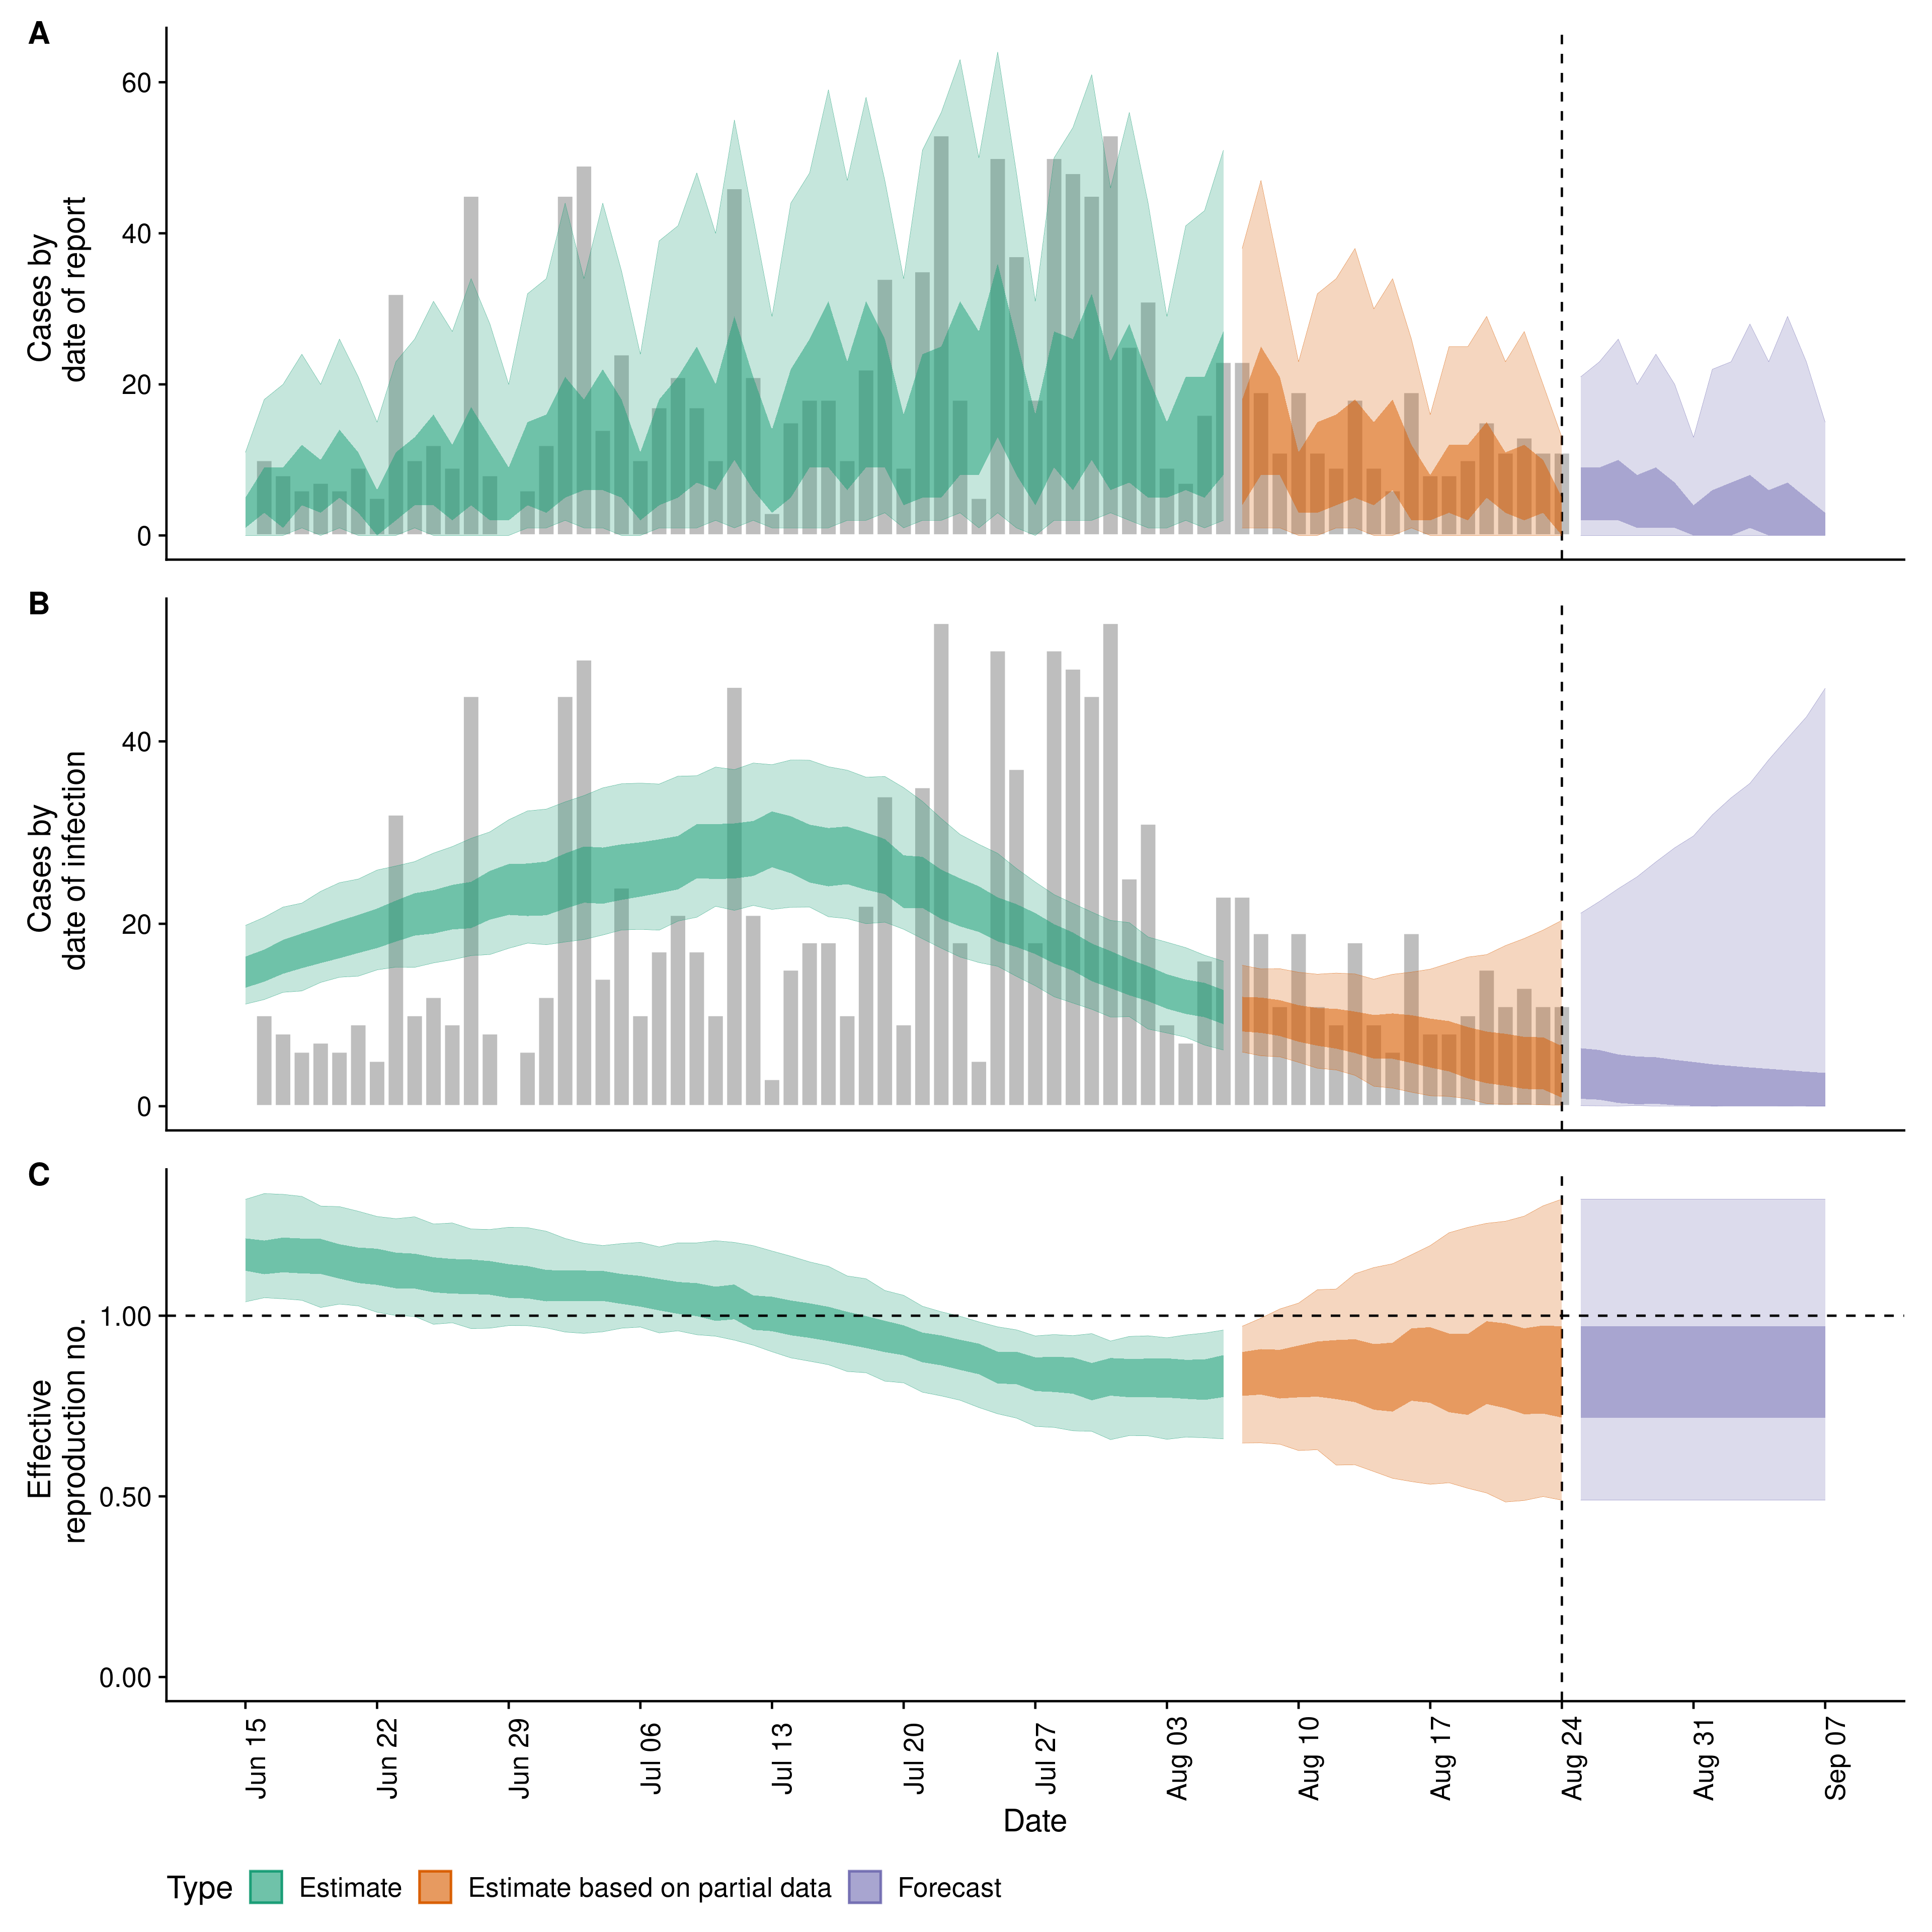 A
60
40
20
0
Cases by
date of report
B
40
20
0
Cases by
date of infection
C
1.00
0.50
0.00
Effective
reproduction no.
Jun 15
Jun 22
Jun 29
Jul 06
Jul 13
Jul 20
Jul 27
Aug 03
Aug 10
Aug 17
Aug 24
Aug 31
Sep 07
Date
Type Estimate Estimate based on partial data Forecast